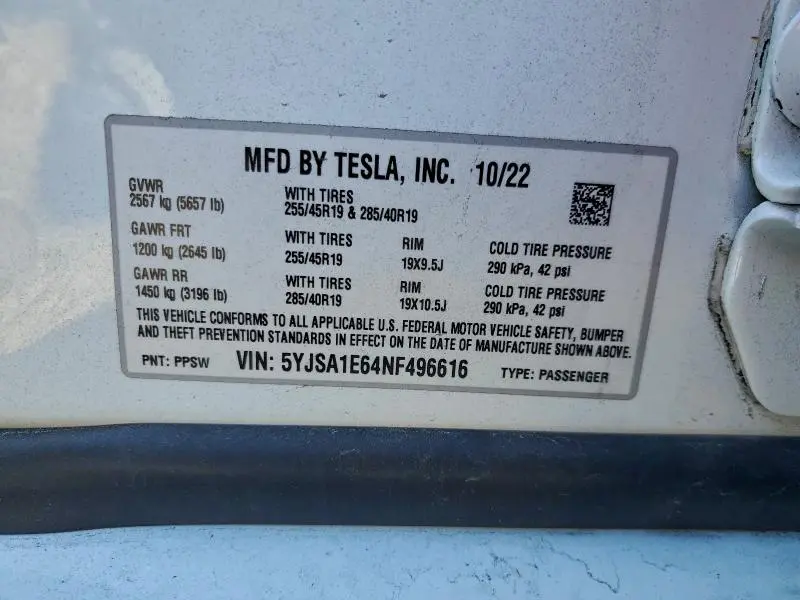 MFD BY TESLA, INC. 10/22
GVWR
2567 kg (5657 lb)
WITH TIRES
255/45R19 & 285/40R19
GAWR FRT
1200 kg (2645 lb)
WITH TIRES
255/45R19
RIM
19X9.5J
COLD TIRE PRESSURE
290 kPa, 42 psi
GAWR RR
1450 kg (3196 lb)
WITH TIRES
285/40R19
RIM
19X10.5J
COLD TIRE PRESSURE
290 kPa, 42 psi
THIS VEHICLE CONFORMS TO ALL APPLICABLE U.S. FEDERAL MOTOR VEHICLE SAFETY, BUMPER
AND THEFT PREVENTION STANDARDS IN EFFECT ON THE DATE OF MANUFACTURE SHOWN ABOVE.
PNT: PPSW VIN: 5YJSA1E64NF496616 TYPE: PASSENGER